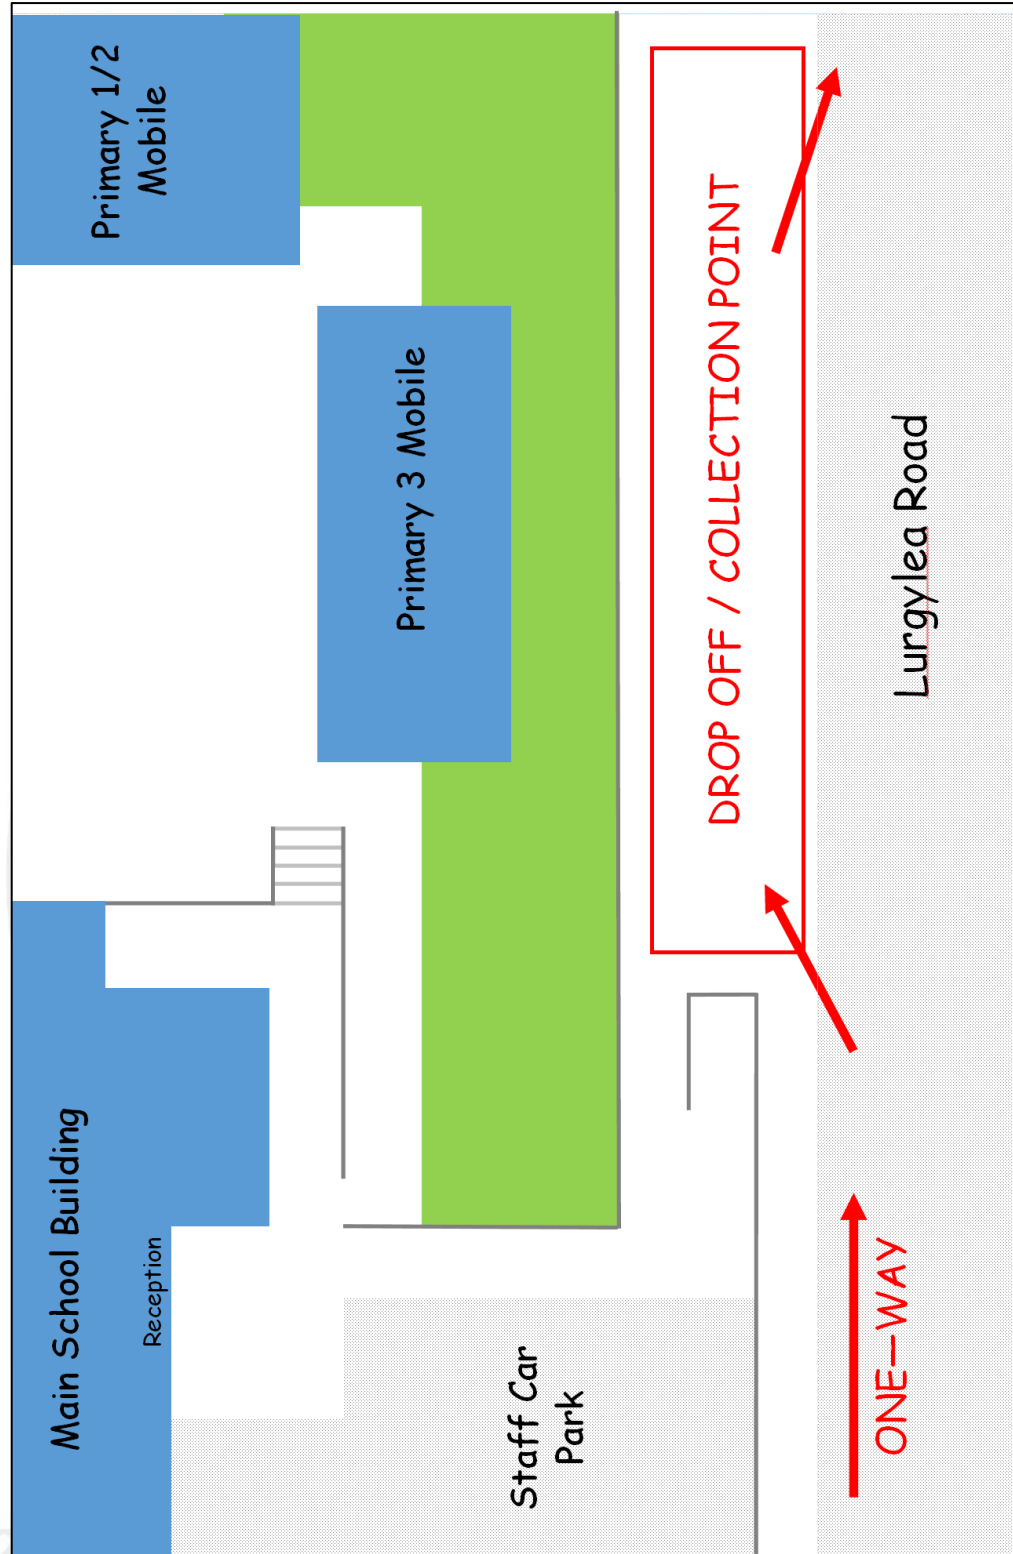 Primary 1/2
Mobile
Primary 3 Mobile
Main School Building
Reception
Staff Car
Park
DROP OFF / COLLECTION POINT
Lurgylea Road
ONE--WAY